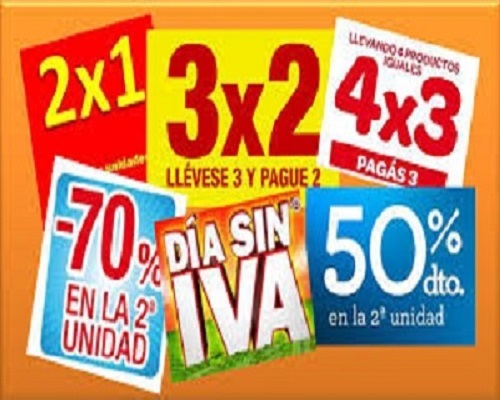 2x1
3x2
LLÉVESE 3 Y PAGUE 2
LLEVANDO 4 PRODUCTOS
IGUALES
4x3
PAGÁS 3
-70%
EN LA 2ª
UNIDAD
DÍA SIN
IVA
50%
dto.
en la 2ª unidad